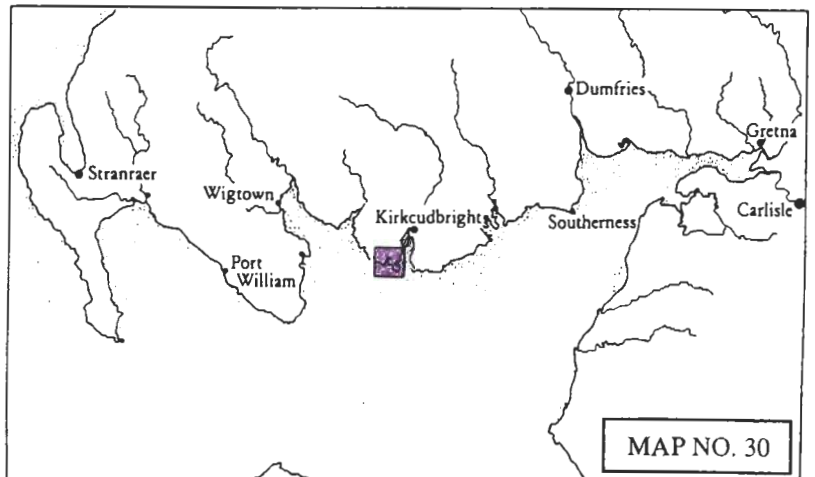 Dumfries
Gretna
Stranraer
Wigtown
Kirkcudbright
Southerness
Carlisle
Port
William
MAP NO. 30